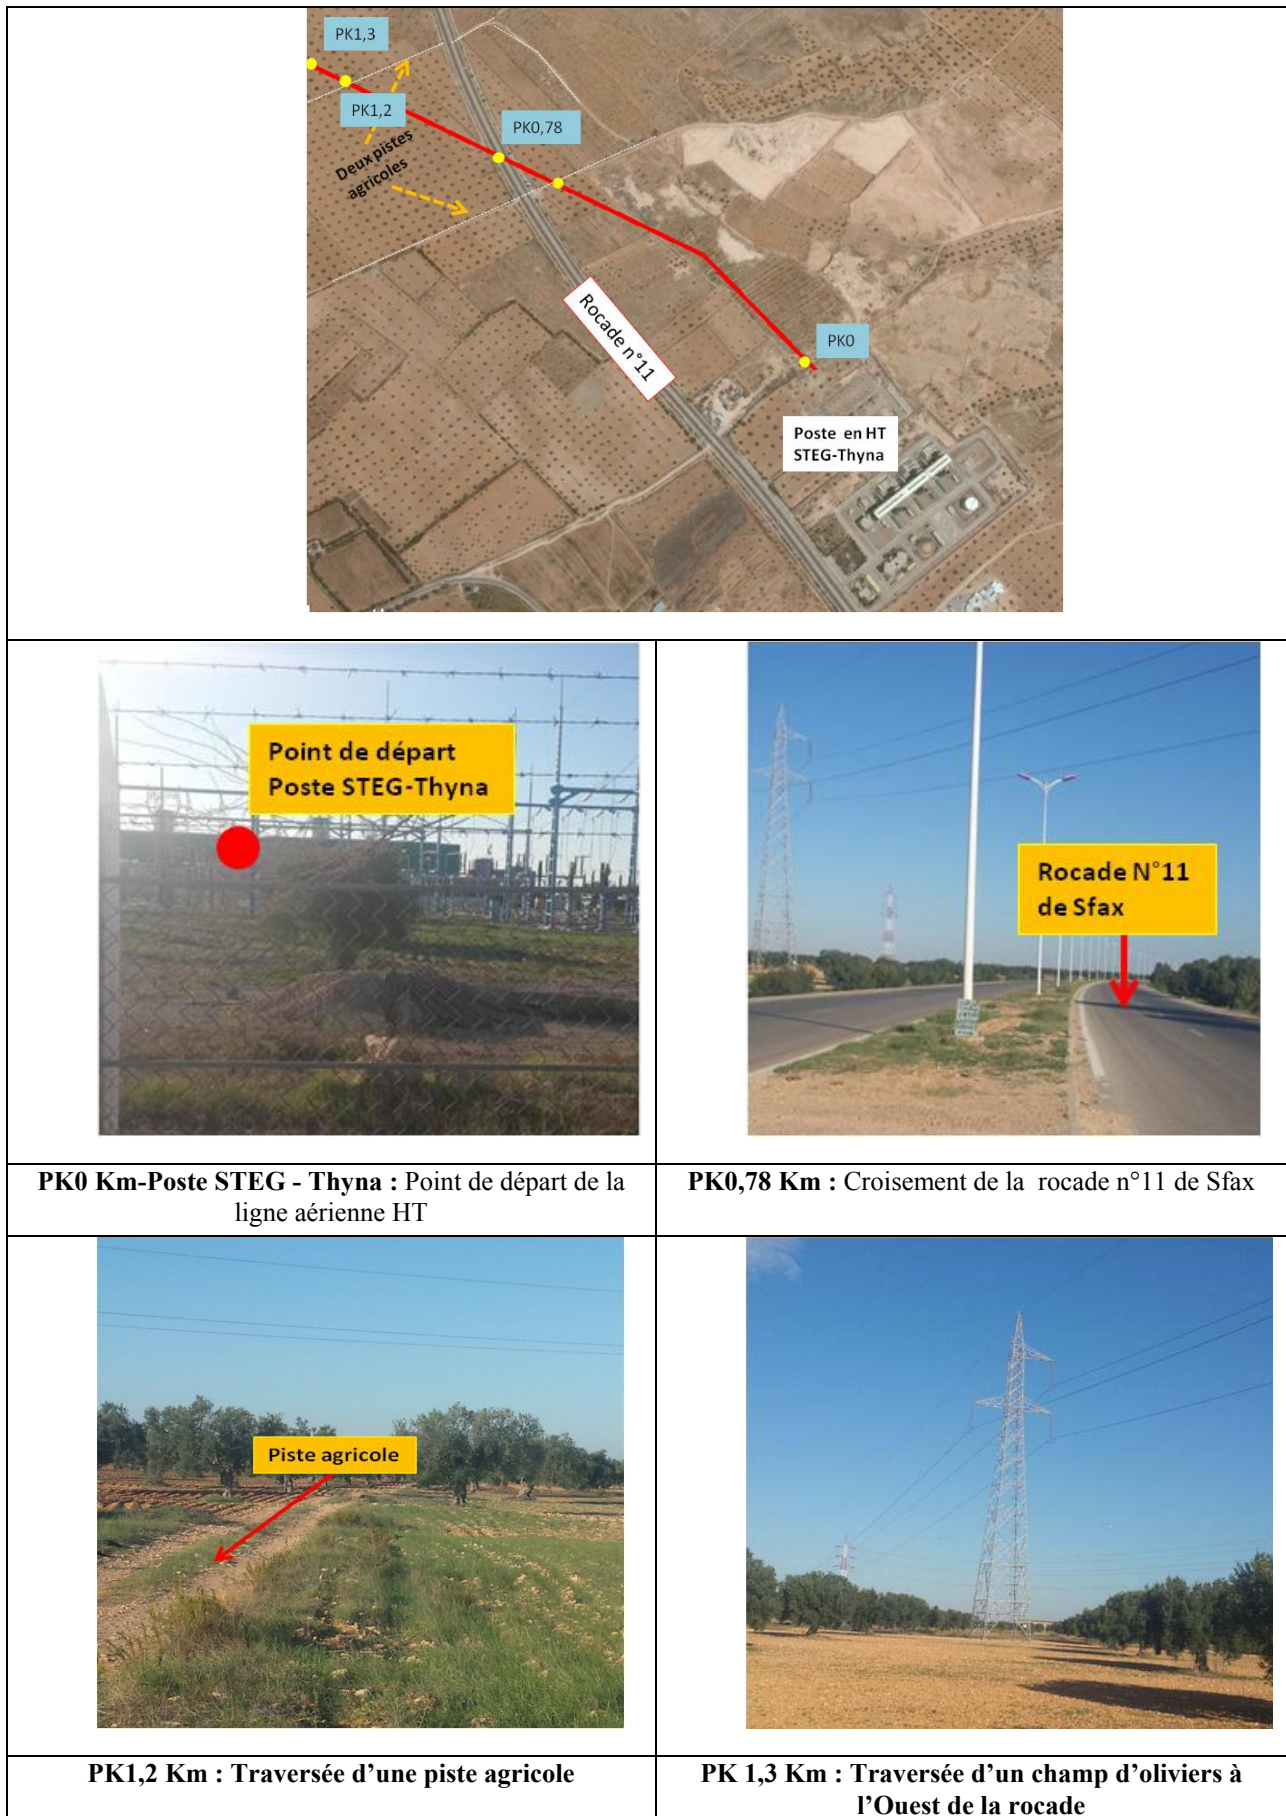 PK1,3
PK1,2
PK0,78
Deux pistes
agricoles
Rocade n°11
PK0
Poste en HT
STEG-Thyna
Point de départ
Poste STEG-Thyna
Rocade N°11
de Sfax
PK0 Km-Poste STEG - Thyna : Point de départ de la
ligne aérienne HT
PK0,78 Km : Croisement de la rocade n°11 de Sfax
Piste agricole
PK1,2 Km : Traversée d’une piste agricole
PK 1,3 Km : Traversée d’un champ d’oliviers à
l’Ouest de la rocade